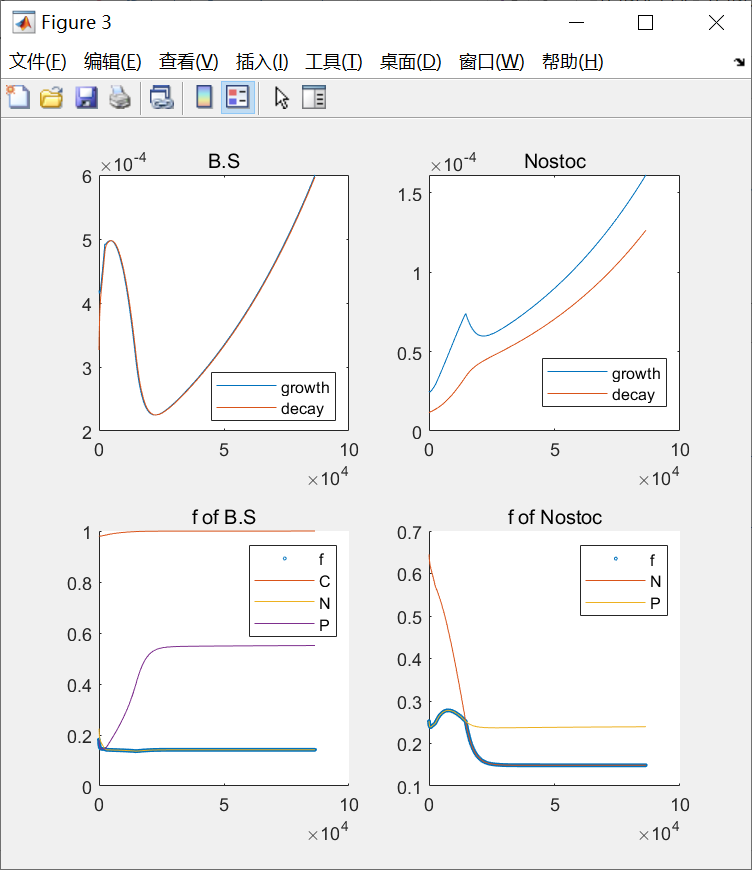 Figure 3
文件(F) 编辑(E) 查看(V) 插入(I) 工具(T) 桌面(D) 窗口(W) 帮助(H)
×10-4
B.S
6
5
4
3
2
growth
decay
0
5
10
×10⁴
×10-4
Nostoc
1.5
1
0.5
0
growth
decay
0
5
10
×10⁴
f of B.S
1
0.8
0.6
0.4
0.2
0
f
C
N
P
0
5
10
×10⁴
f of Nostoc
0.7
0.6
0.5
0.4
0.3
0.2
0.1
f
N
P
0
5
10
×10⁴